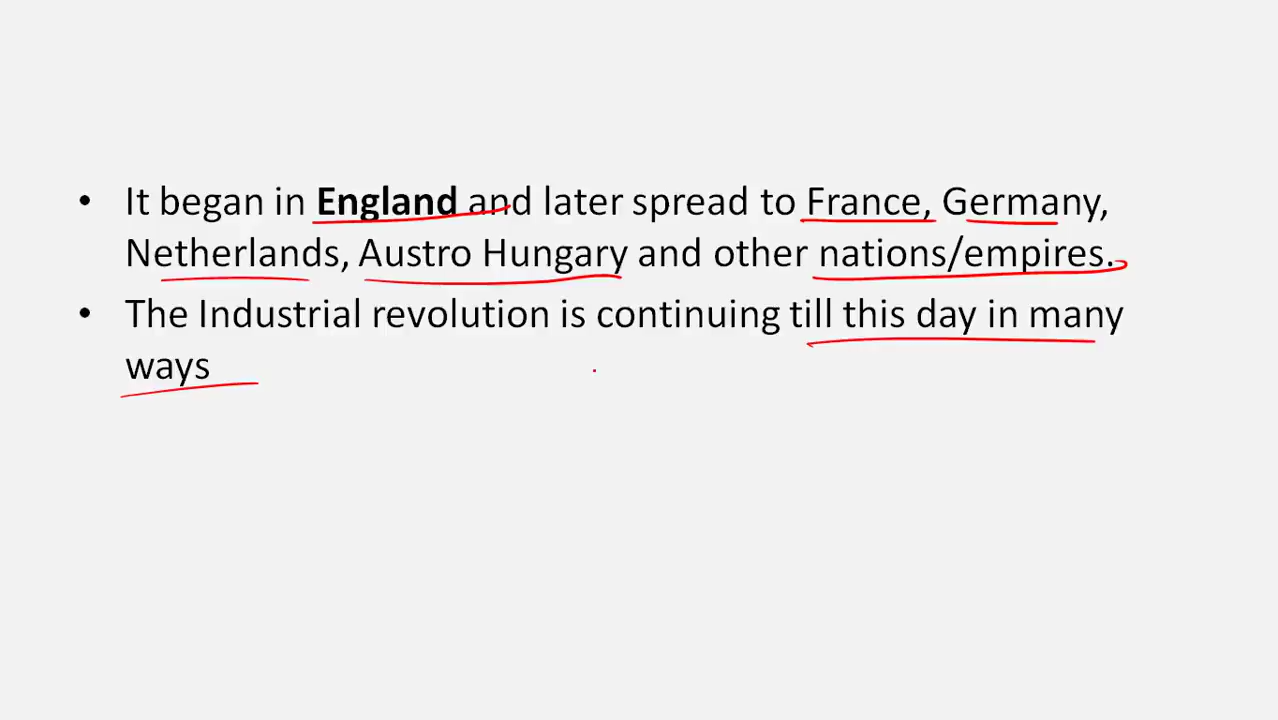 • It began in England and later spread to France, Germany,
Netherlands, Austro Hungary and other nations/empires.
• The Industrial revolution is continuing till this day in many
ways